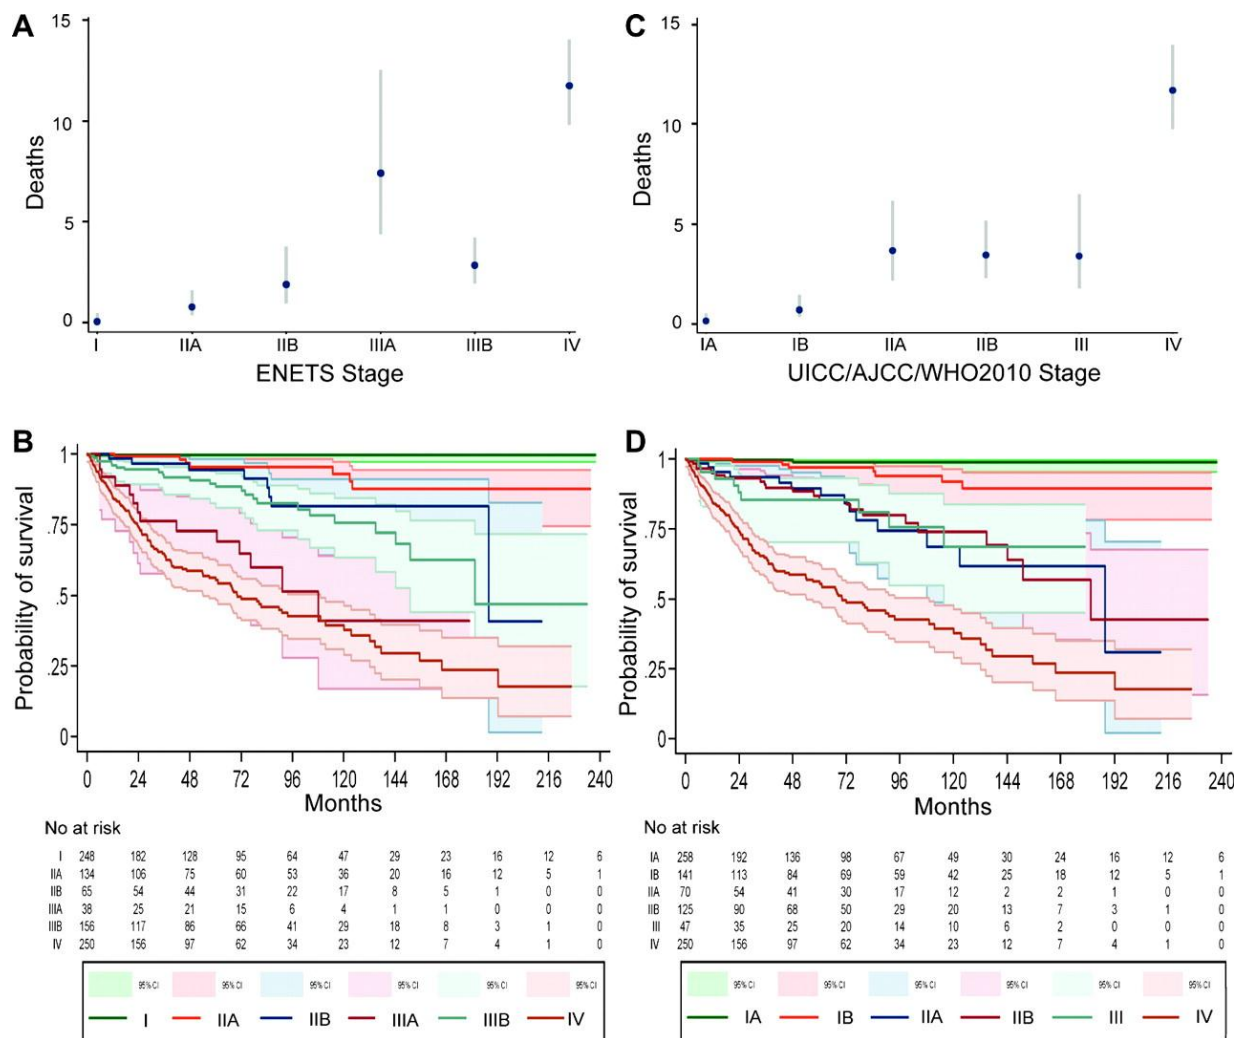 A
15
10
5
0
Deaths
I IIA IIB IIIA IIIB IV
ENETS Stage
C
15
10
5
0
Deaths
IA IB IIA IIB III IV
UICC/AJCC/WHO2010 Stage
B
1
.75
.5
.25
0
Probability of survival
0 24 48 72 96 120 144 168 192 216 240
Months
No at risk
I 248 182 128 95 64 47 29 23 16 12 6
IIA 134 106 75 60 53 36 20 16 12 5 1
IIB 65 54 44 31 22 17 8 5 1 0 0
IIIA 38 25 21 15 6 4 1 1 0 0 0
IIIB 156 117 86 66 41 29 18 8 3 1 0
IV 250 156 97 62 34 23 12 7 4 1 0
95% CI 95% CI 95% CI 95% CI 95% CI 95% CI
I IIA IIB IIIA IIIB IV
D
1
.75
.5
.25
0
Probability of survival
0 24 48 72 96 120 144 168 192 216 240
Months
No at risk
IA 258 192 136 98 67 49 30 24 16 12 6
IB 141 113 84 69 59 42 25 18 12 5 1
IIA 70 54 41 30 17 12 2 2 1 0 0
IIB 125 90 68 50 29 20 13 7 3 1 0
III 47 35 25 20 14 10 6 2 0 0 0
IV 250 156 97 62 34 23 12 7 4 1 0
95% CI 95% CI 95% CI 95% CI 95% CI 95% CI
IA IB IIA IIB III IV